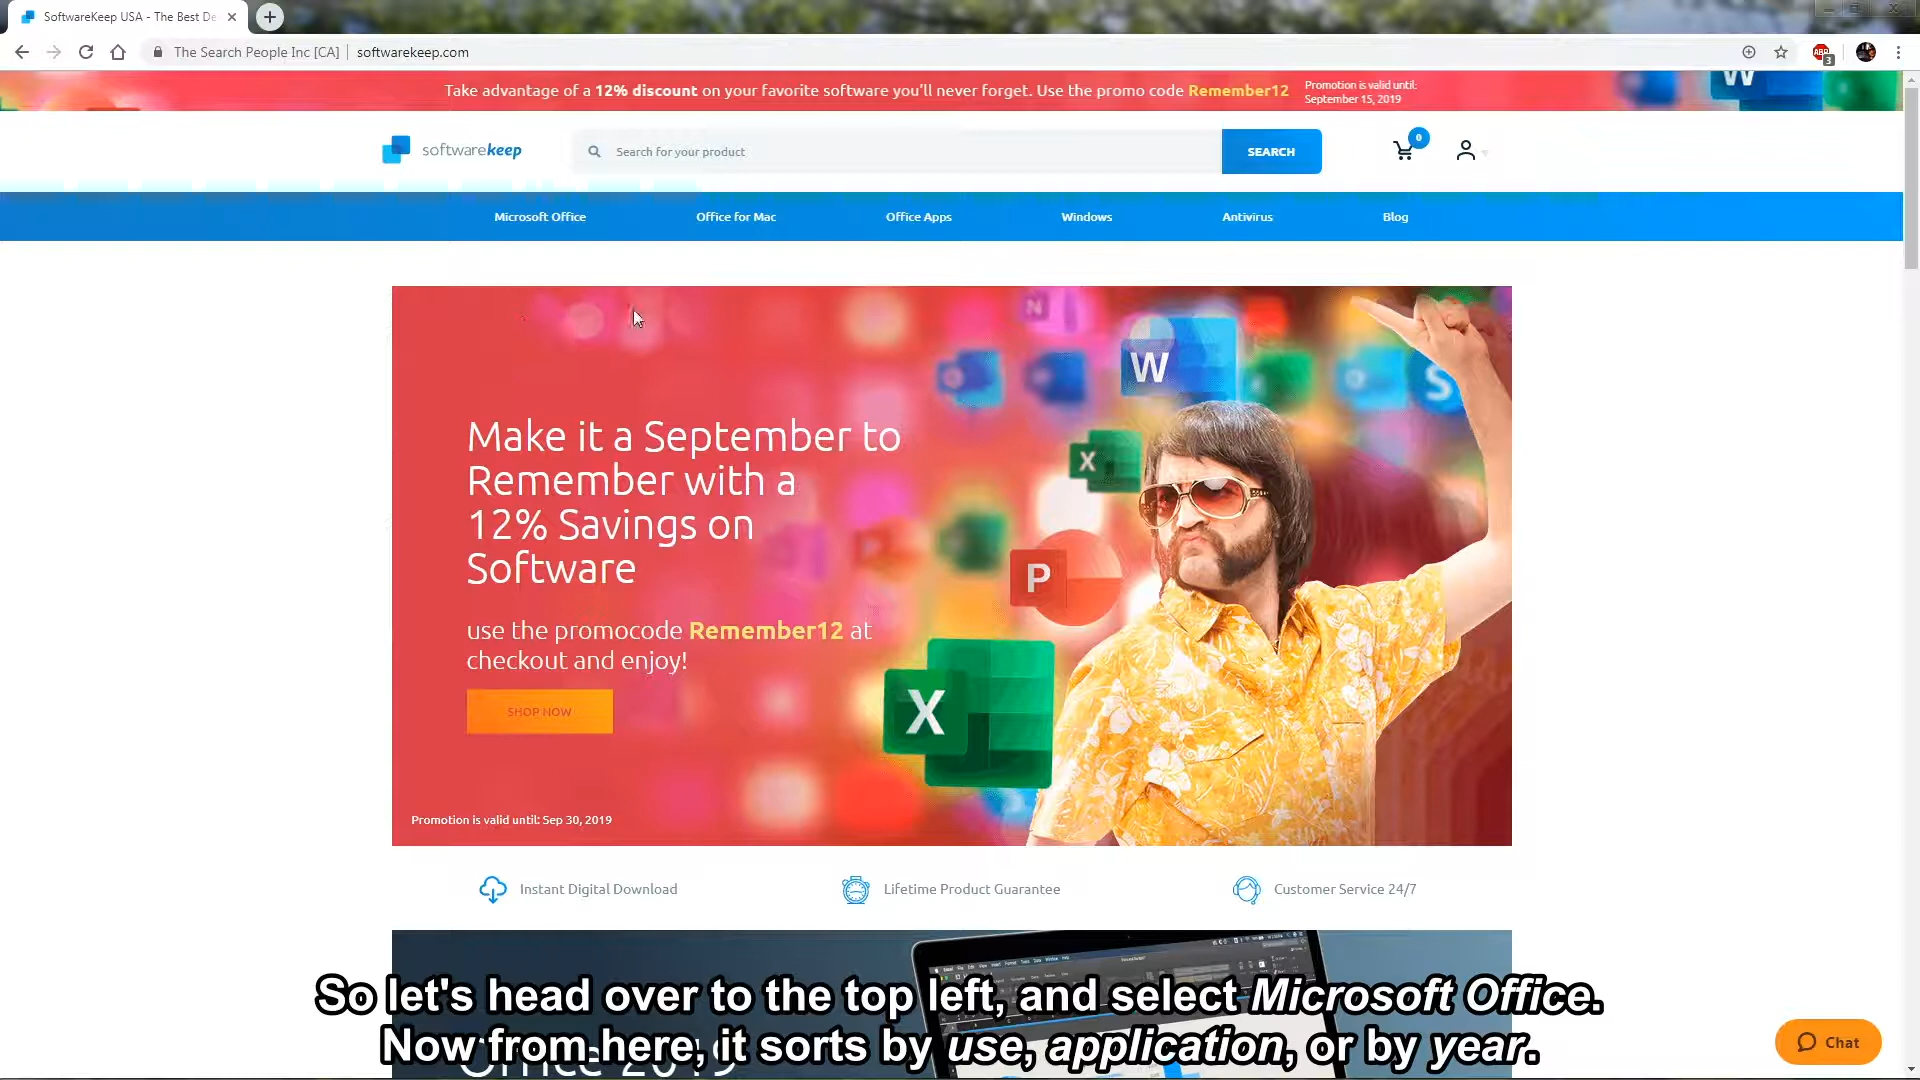 SoftwareKeep USA - The Best De
The Search People Inc [CA] softwarekeep.com
ABP
3
Take advantage of a 12% discount on your favorite software you'll never forget. Use the promo code Remember12
Promotion is valid until:
September 15, 2019
W
softwarekeep
Search for your product
SEARCH
0
Microsoft Office
Office for Mac
Office Apps
Windows
Antivirus
Blog
N
W
S
X
P
X
Make it a September to
Remember with a
12% Savings on
Software
use the promocode Remember12 at
checkout and enjoy!
SHOP NOW
Promotion is valid until: Sep 30, 2019
Instant Digital Download
Lifetime Product Guarantee
Customer Service 24/7
Office 2019
So let's head over to the top left, and select Microsoft Office.
Now from here, it sorts by use, application, or by year.
Chat